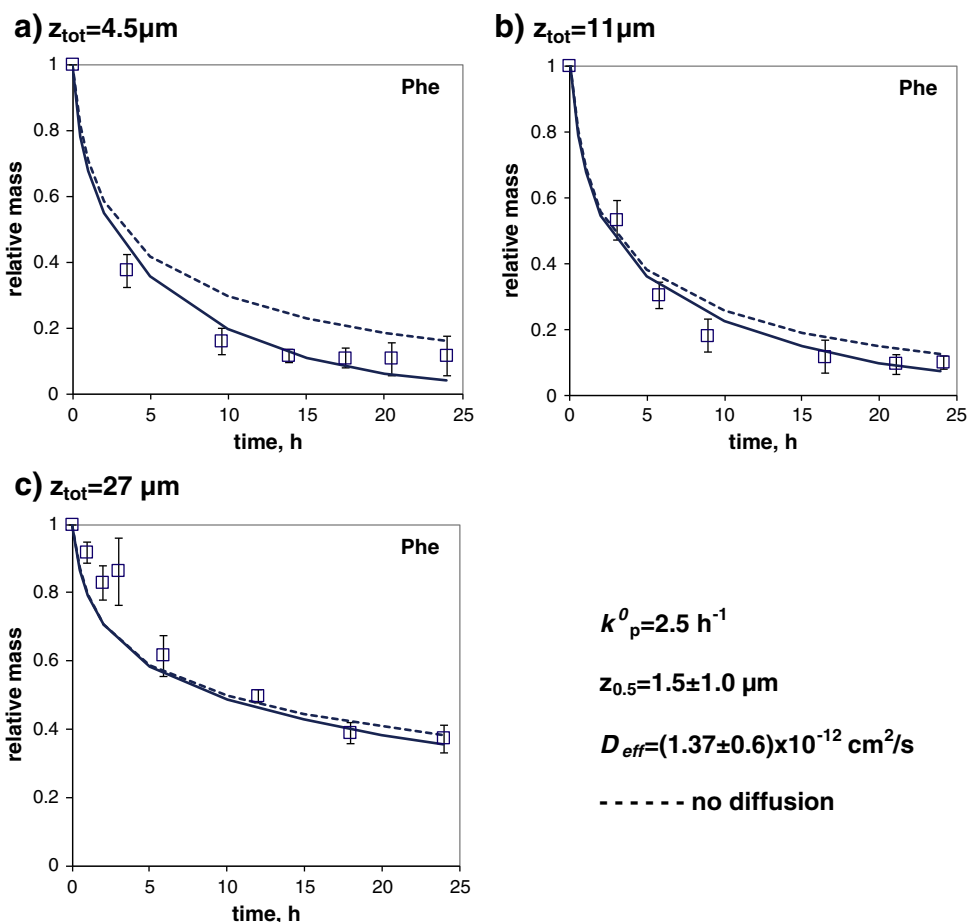 a) z_tot=4.5μm
Phe
relative mass
1
0.8
0.6
0.4
0.2
0
0 5 10 15 20 25
time, h
b) z_tot=11μm
Phe
relative mass
1
0.8
0.6
0.4
0.2
0
0 5 10 15 20 25
time, h
c) z_tot=27 μm
Phe
relative mass
1
0.8
0.6
0.4
0.2
0
0 5 10 15 20 25
time, h
k⁰_p=2.5 h⁻¹
z_0.5=1.5±1.0 μm
D_eff=(1.37±0.6)x10⁻¹² cm²/s
------ no diffusion